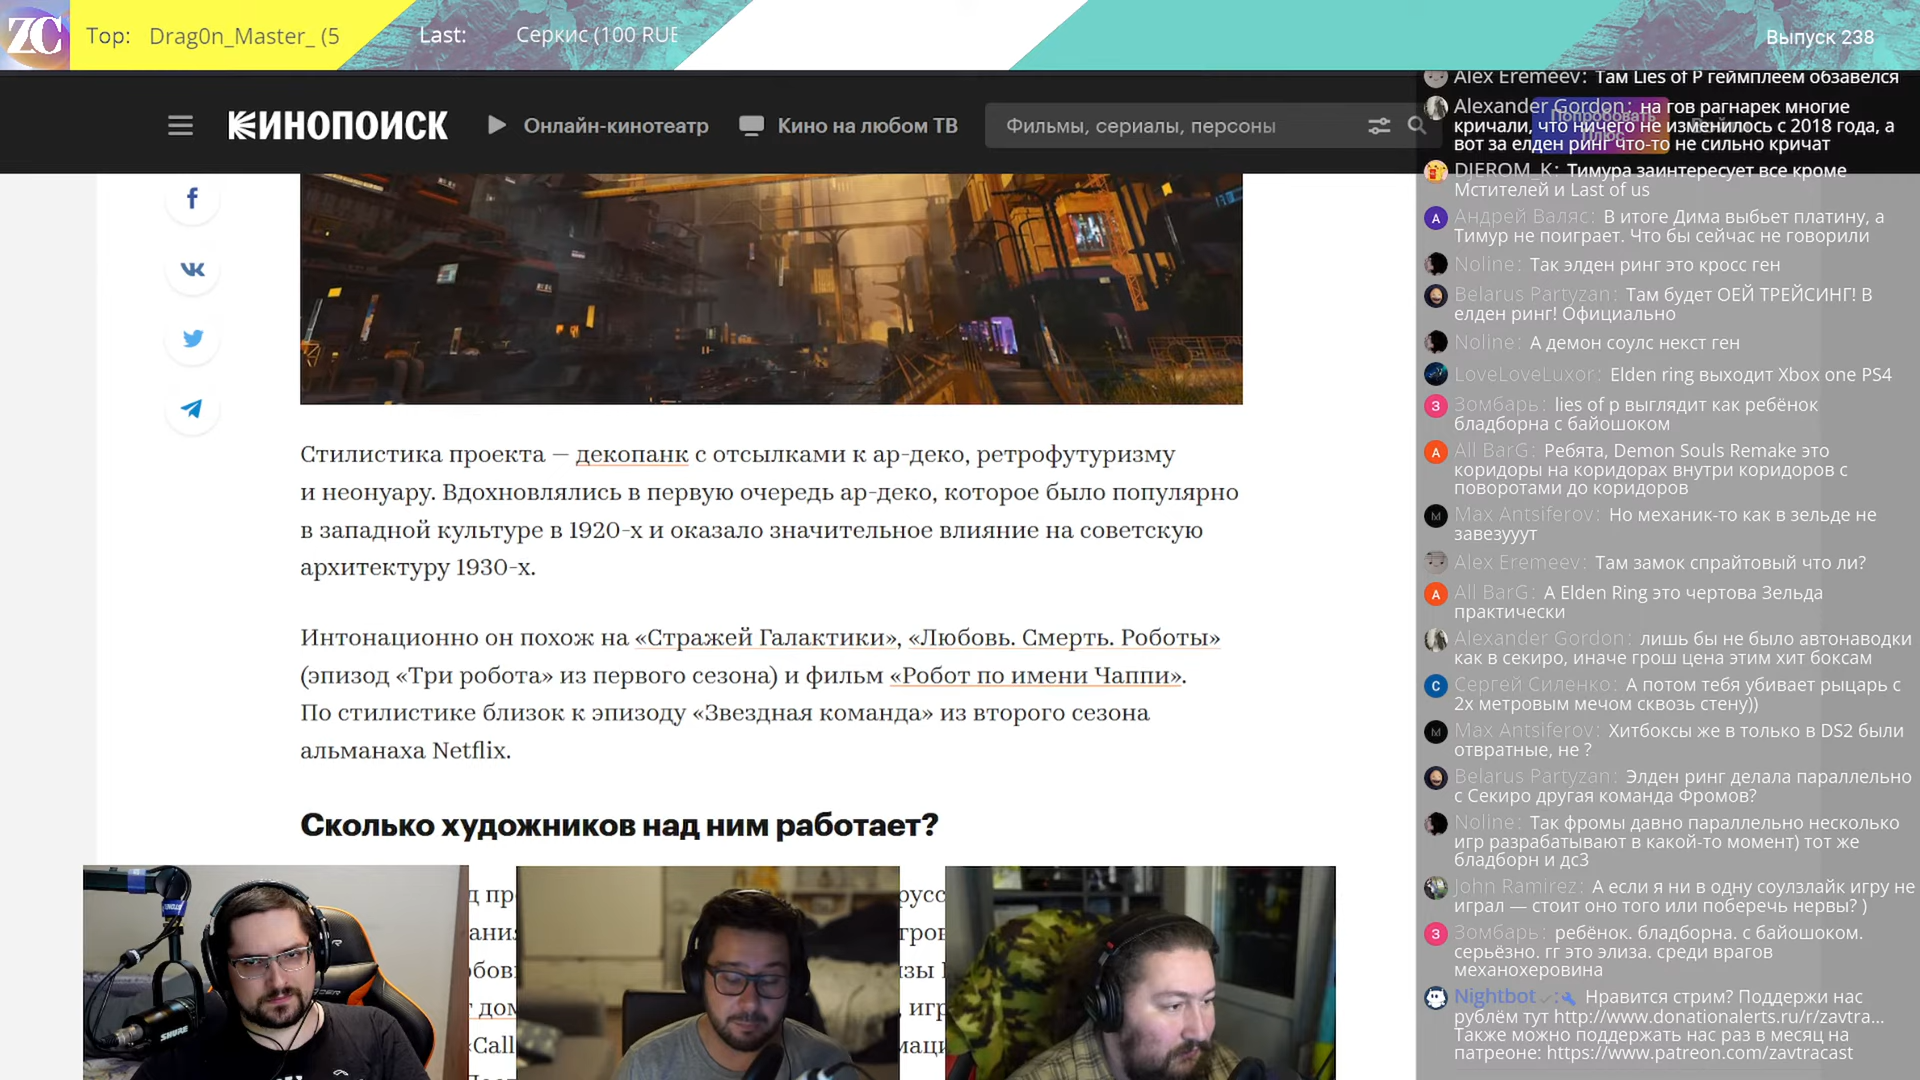 ZC
Top: Drag0n_Master_ (5
Last: Серкис (100 RUE
Выпуск 238
КИНОПОИСК
Онлайн-кинотеатр
Кино на любом ТВ
Фильмы, сериалы, персоны
Попробовать
Стилистика проекта — декопанк с отсылками к ар-деко, ретрофутуризму
и неонуару. Вдохновлялись в первую очередь ар-деко, которое было популярно
в западной культуре в 1920-х и оказало значительное влияние на советскую
архитектуру 1930-х.
Интонационно он похож на «Стражей Галактики», «Любовь. Смерть. Роботы»
(эпизод «Три робота» из первого сезона) и фильм «Робот по имени Чаппи».
По стилистике близок к эпизоду «Звездная команда» из второго сезона
альманаха Netflix.
Сколько художников над ним работает?
SHURE
Alex Eremeev: Там Lies of P геймплеем обзавелся
Alexander Gordon: на гов рагнарек многие
кричали, что ничего не изменилось с 2018 года, а
вот за елден ринг что-то не сильно кричат
DJEROM_K: Тимура заинтересует все кроме
Мстителей и Last of us
Андрей Валяс: В итоге Дима выбьет платину, а
Тимур не поиграет. Что бы сейчас не говорили
Noline: Так элден ринг это кросс ген
Belarus Partyzan: Там будет ОЕЙ ТРЕЙСИНГ! В
елден ринг! Официально
Noline: А демон соулс некст ген
LoveLoveLuxor: Elden ring выходит Xbox one PS4
Зомбарь: lies of p выглядит как ребёнок
бладборна с байошоком
All BarG: Ребята, Demon Souls Remake это
коридоры на коридорах внутри коридоров с
поворотами до коридоров
Max Antsiferov: Но механик-то как в зельде не
завезууут
Alex Eremeev: Там замок спрайтовый что ли?
All BarG: А Elden Ring это чертова Зельда
практически
Alexander Gordon: лишь бы не было автонаводки
как в секиро, иначе грош цена этим хит боксам
Сергей Силенко: А потом тебя убивает рыцарь с
2х метровым мечом сквозь стену))
Max Antsiferov: Хитбоксы же в только в DS2 были
отвратные, не ?
Belarus Partyzan: Элден ринг делала параллельно
с Секиро другая команда Фромов?
Noline: Так фромы давно параллельно несколько
игр разрабатывают в какой-то момент) тот же
бладборн и дс3
John Ramirez: А если я ни в одну соулзлайк игру не
играл — стоит оно того или поберечь нервы? )
Зомбарь: ребёнок. бладборна. с байошоком.
серьёзно. гг это элиза. среди врагов
механохеровина
Nightbot: Нравится стрим? Поддержи нас
рублём тут http://www.donationalerts.ru/r/zavtra...
Также можно поддержать нас раз в месяц на
патреоне: https://www.patreon.com/zavtracast